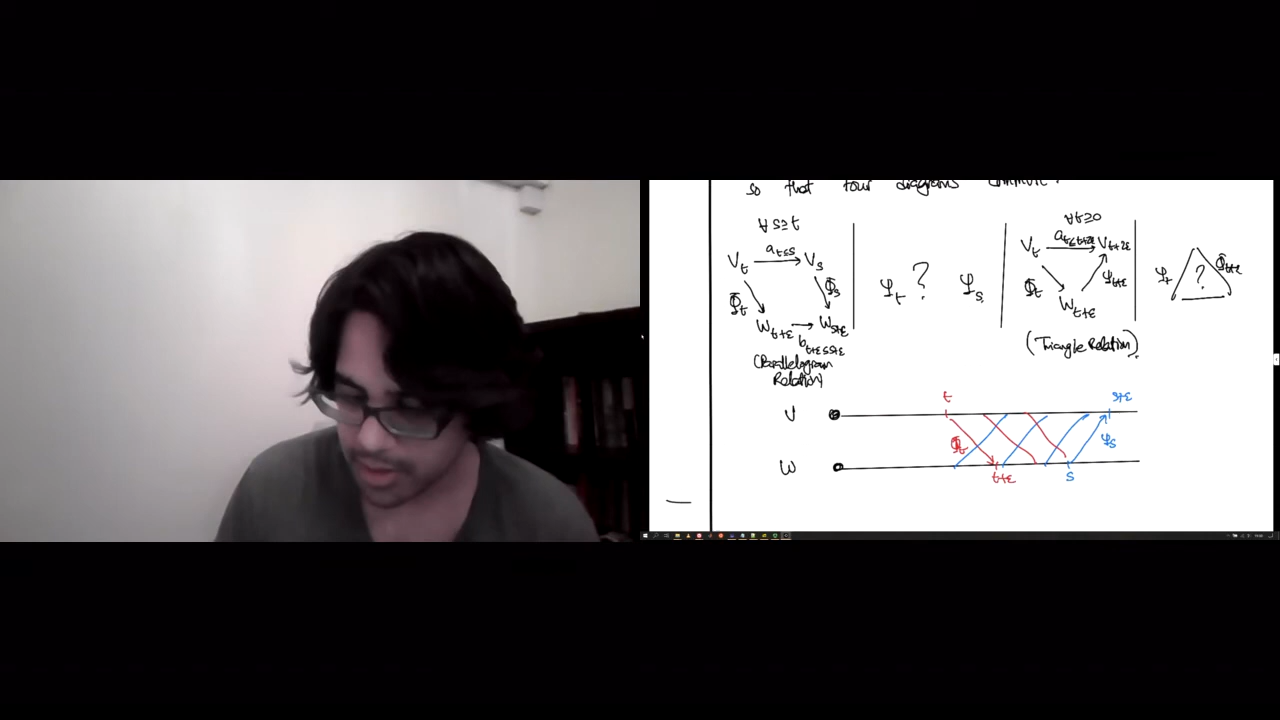 so that four diagrams commute:
∀ s≥t
V_t a_{t≤s} V_s
Φ_t Φ_s
W_{t+ε} → W_{s+ε}
b_{t+ε≤s+ε}
(Parallelogram
Relation)
Ψ_t ? Ψ_s
∀t≥0
V_t a_{t≤t+2ε} V_{t+2ε}
Φ_t Ψ_{t+ε}
W_{t+ε}
(Triangle Relation)
Ψ_t ? Φ_{t+ε}
t s+ε
V
Φ_t Ψ_s
W
t+ε s